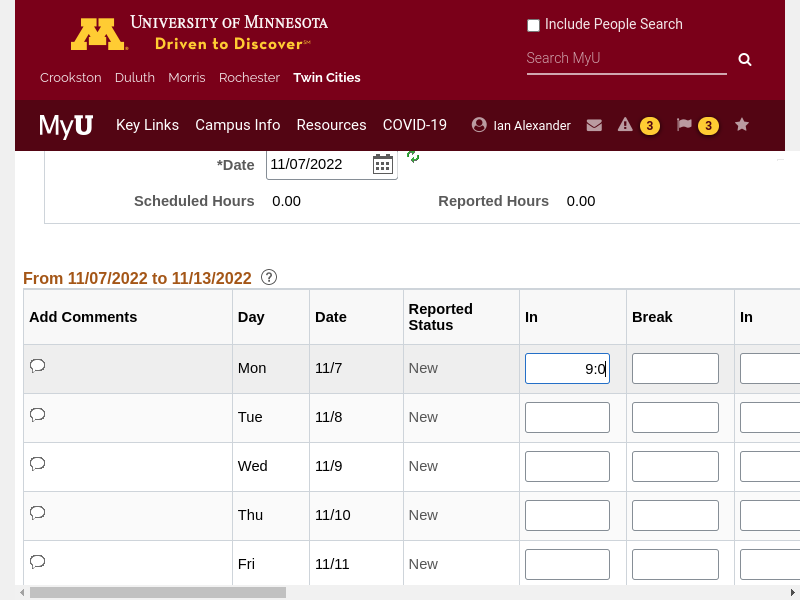 UNIVERSITY OF MINNESOTA
Driven to Discover℠
Crookston Duluth Morris Rochester Twin Cities
Include People Search
Search MyU
MyU Key Links Campus Info Resources COVID-19 Ian Alexander 3 3
*Date 11/07/2022
Scheduled Hours 0.00 Reported Hours 0.00
From 11/07/2022 to 11/13/2022 ?
Add Comments Day Date Reported Status In Break In
Mon 11/7 New 9:0
Tue 11/8 New
Wed 11/9 New
Thu 11/10 New
Fri 11/11 New